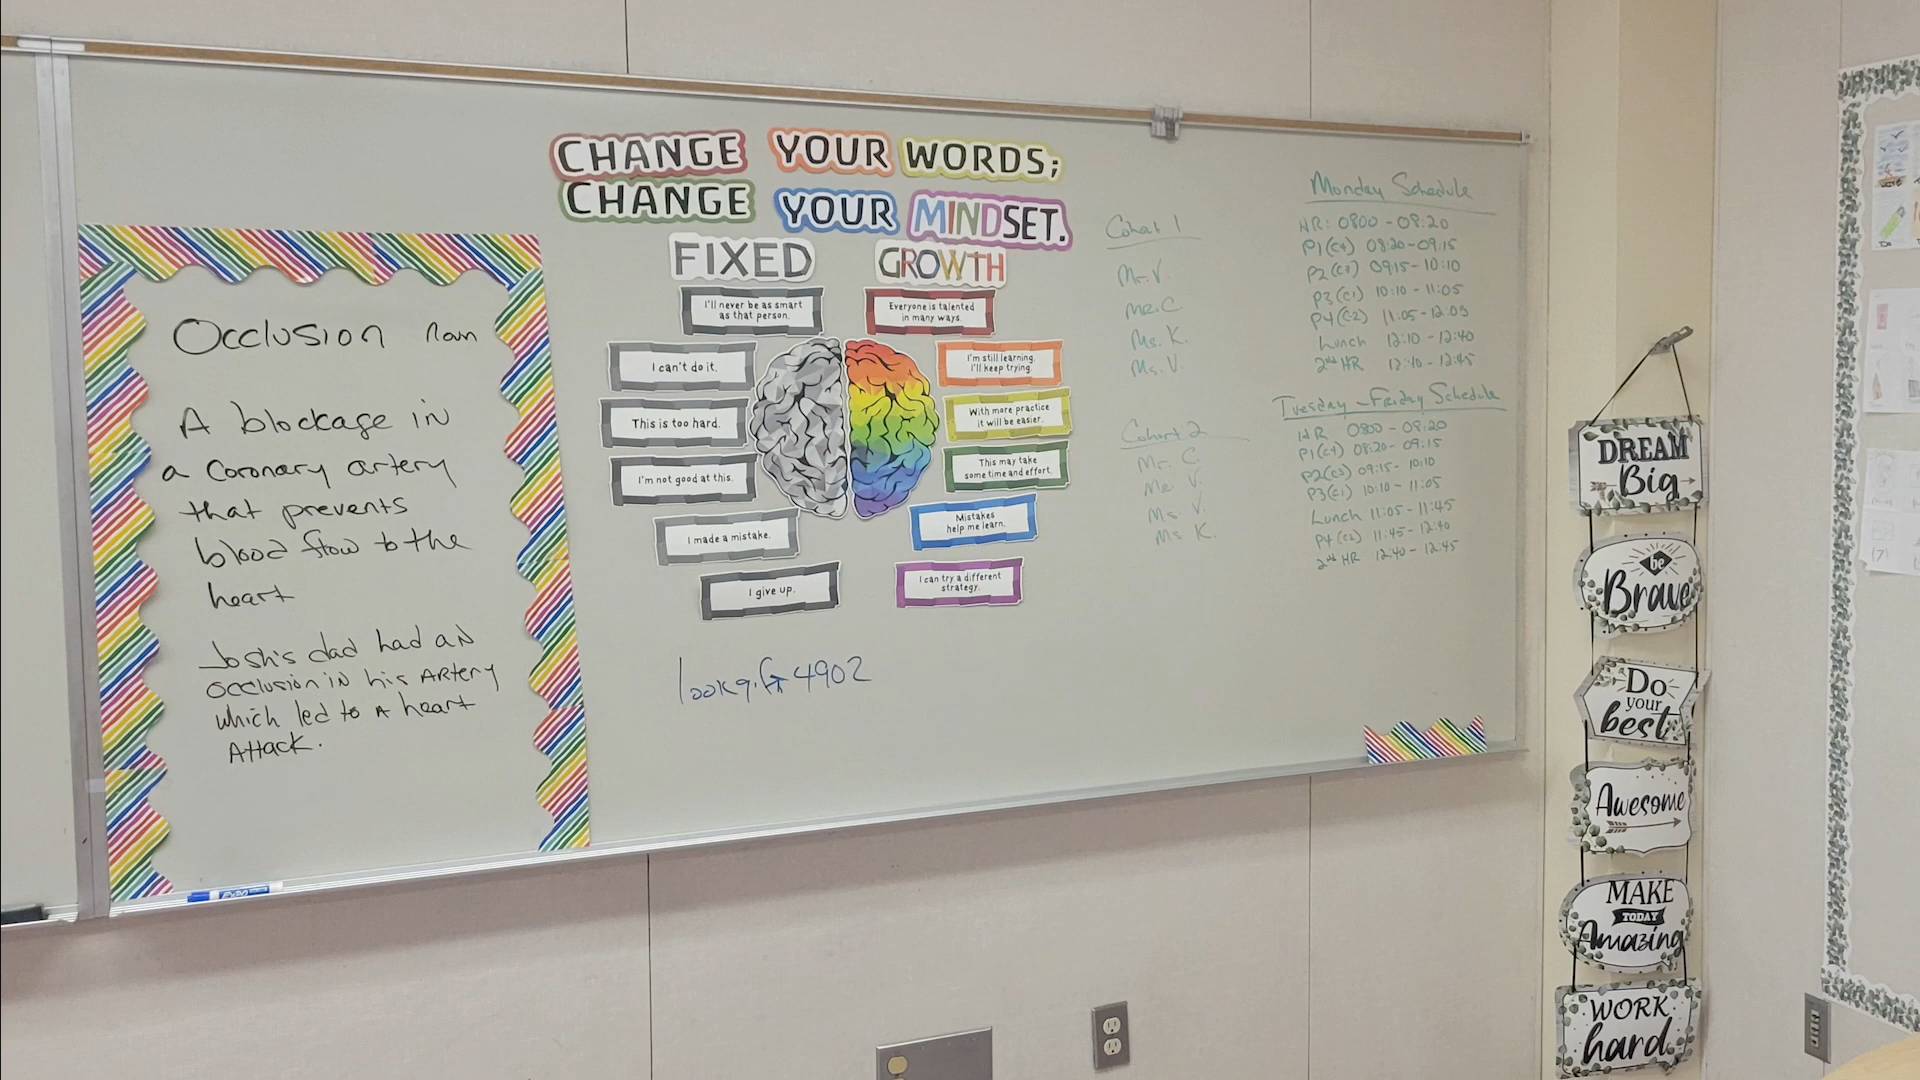 CHANGE YOUR WORDS;
CHANGE YOUR MINDSET.
FIXED
I'll never be as smart
as that person.
I can't do it.
This is too hard.
I'm not good at this.
I made a mistake.
I give up.
GROWTH
Everyone is talented
in many ways.
I'm still learning.
I'll keep trying.
With more practice
it will be easier.
This may take
some time and effort.
Mistakes
help me learn.
I can try a different
strategy.
Occlusion noun
A blockage in
a coronary artery
that prevents
blood flow to the
heart
Josh's dad had an
occlusion in his Artery
which led to A heart
Attack.
4902
Cohort 1
Mr. V.
Mr. C
Ms. K.
Ms. V.
Cohort 2
Mr. C
Mr. V.
Ms V.
Ms K.
Monday Schedule
HR: 0800 - 08:20
P1(C4) 08:20 - 09:15
P2(C3) 09:15 - 10:10
P3(C1) 10:10 - 11:05
P4(C2) 11:05 - 12:09
Lunch 12:10 - 12:40
2nd HR 12:40 - 12:45
Tuesday - Friday Schedule
HR 0800 - 08:20
P1(C4) 08:20 - 09:15
P2(C3) 09:15 - 10:10
P3(C1) 10:10 - 11:05
Lunch 11:05 - 11:45
P4(C2) 11:45 - 12:40
2nd HR 12:40 - 12:45
EXPO
DREAM
Big
be
Brave
Do
your
best
Awesome
MAKE
TODAY
Amazing
WORK
hard